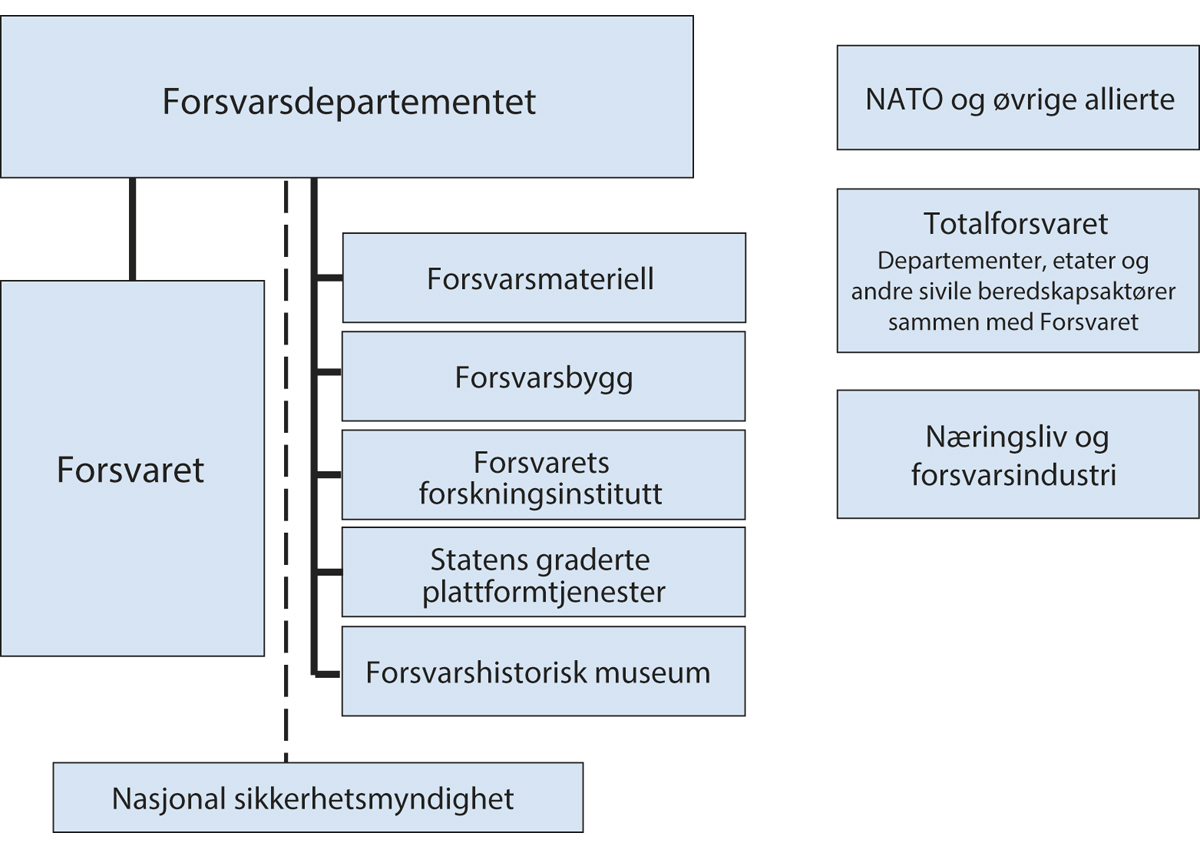 Forsvarsdepartementet
Forsvaret
Forsvarsmateriell
Forsvarsbygg
Forsvarets
forskningsinstitutt
Statens graderte
plattformtjenester
Forsvarshistorisk museum
Nasjonal sikkerhetsmyndighet
NATO og øvrige allierte
Totalforsvaret
Departementer, etater og
andre sivile beredskapsaktører
sammen med Forsvaret
Næringsliv og
forsvarsindustri